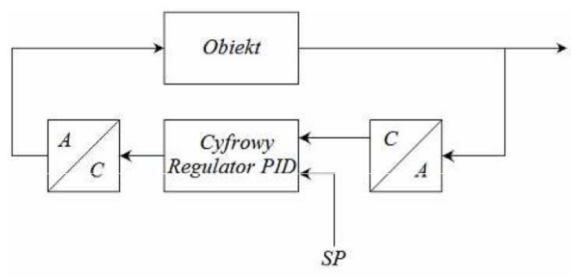 Obiekt
A
C
Cyfrowy
Regulator PID
C
A
SP